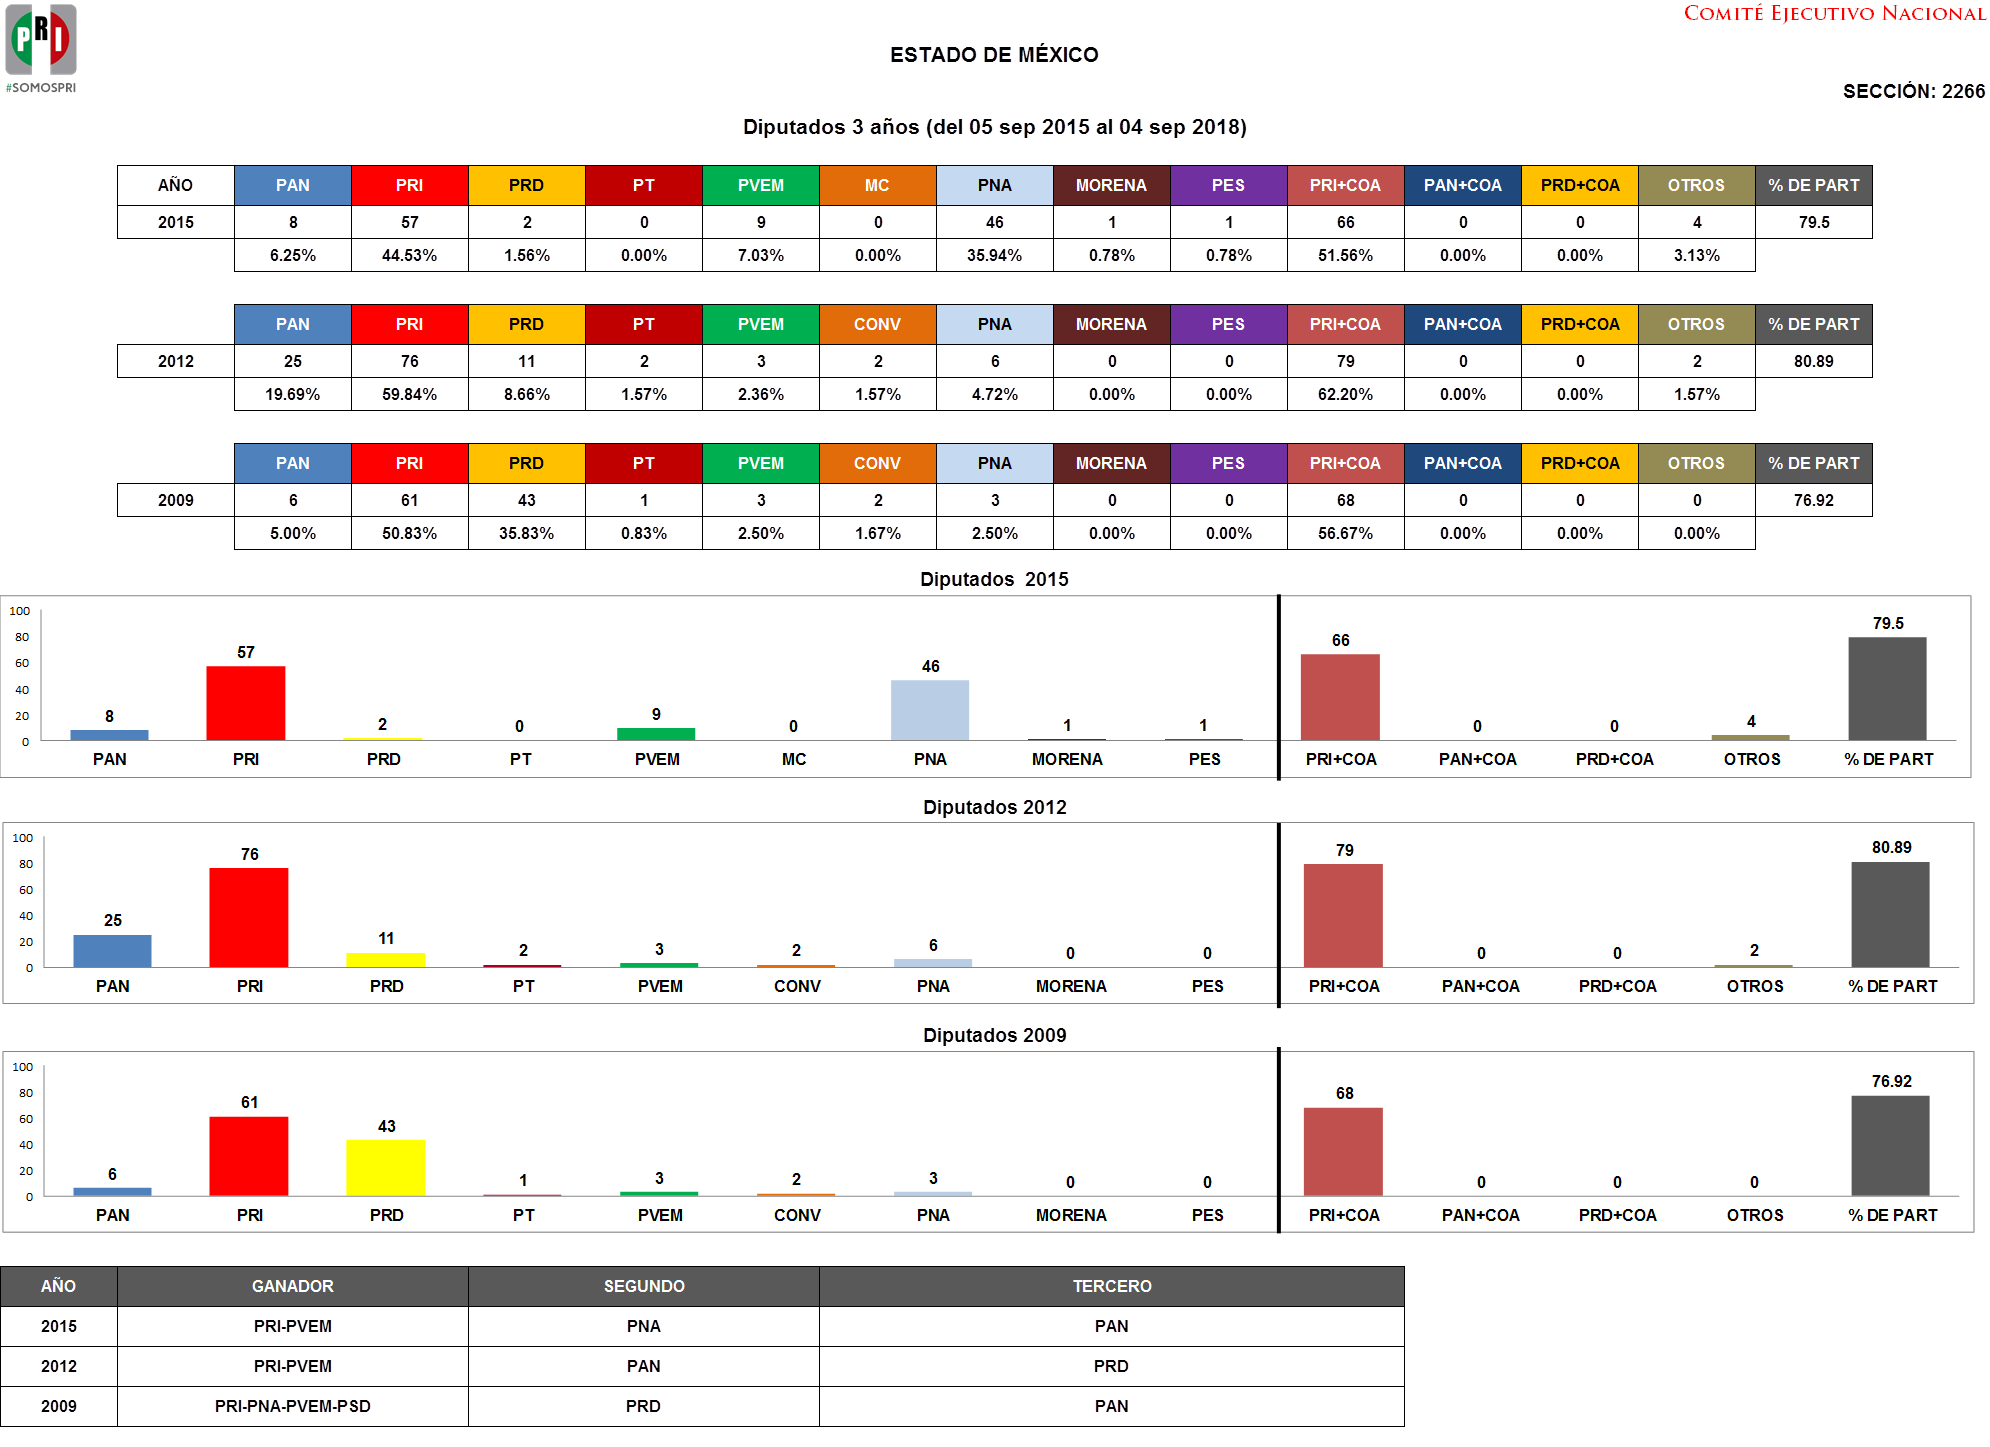 PRI
#SOMOSPRI
COMITÉ EJECUTIVO NACIONAL
ESTADO DE MÉXICO
SECCIÓN: 2266
Diputados 3 años (del 05 sep 2015 al 04 sep 2018)
AÑO PAN PRI PRD PT PVEM MC PNA MORENA PES PRI+COA PAN+COA PRD+COA OTROS % DE PART
2015 8 57 2 0 9 0 46 1 1 66 0 0 4 79.5
6.25% 44.53% 1.56% 0.00% 7.03% 0.00% 35.94% 0.78% 0.78% 51.56% 0.00% 0.00% 3.13%
PAN PRI PRD PT PVEM CONV PNA MORENA PES PRI+COA PAN+COA PRD+COA OTROS % DE PART
2012 25 76 11 2 3 2 6 0 0 79 0 0 2 80.89
19.69% 59.84% 8.66% 1.57% 2.36% 1.57% 4.72% 0.00% 0.00% 62.20% 0.00% 0.00% 1.57%
PAN PRI PRD PT PVEM CONV PNA MORENA PES PRI+COA PAN+COA PRD+COA OTROS % DE PART
2009 6 61 43 1 3 2 3 0 0 68 0 0 0 76.92
5.00% 50.83% 35.83% 0.83% 2.50% 1.67% 2.50% 0.00% 0.00% 56.67% 0.00% 0.00% 0.00%
Diputados 2015
100
80
60
40
20
0
8 57 2 0 9 0 46 1 1 66 0 0 4 79.5
PAN PRI PRD PT PVEM MC PNA MORENA PES PRI+COA PAN+COA PRD+COA OTROS % DE PART
Diputados 2012
100
80
60
40
20
0
25 76 11 2 3 2 6 0 0 79 0 0 2 80.89
PAN PRI PRD PT PVEM CONV PNA MORENA PES PRI+COA PAN+COA PRD+COA OTROS % DE PART
Diputados 2009
100
80
60
40
20
0
6 61 43 1 3 2 3 0 0 68 0 0 0 76.92
PAN PRI PRD PT PVEM CONV PNA MORENA PES PRI+COA PAN+COA PRD+COA OTROS % DE PART
AÑO GANADOR SEGUNDO TERCERO
2015 PRI-PVEM PNA PAN
2012 PRI-PVEM PAN PRD
2009 PRI-PNA-PVEM-PSD PRD PAN